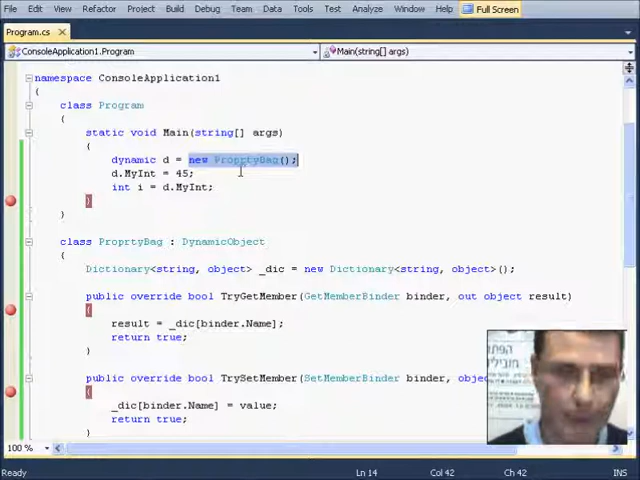 File Edit View Refactor Project Build Debug Team Data Tools Test Analyze Window Help Full Screen
Program.cs
ConsoleApplication1.Program Main(string[] args)
namespace ConsoleApplication1
{
class Program
{
static void Main(string[] args)
{
dynamic d = new ProprtyBag();
d.MyInt = 45;
int i = d.MyInt;
}
}
class ProprtyBag : DynamicObject
{
Dictionary<string, object> _dic = new Dictionary<string, object>();
public override bool TryGetMember(GetMemberBinder binder, out object result)
{
result = _dic[binder.Name];
return true;
}
public override bool TrySetMember(SetMemberBinder binder, objec
{
_dic[binder.Name] = value;
return true;
}
100 %
Ready Ln 14 Col 42 Ch 42 INS